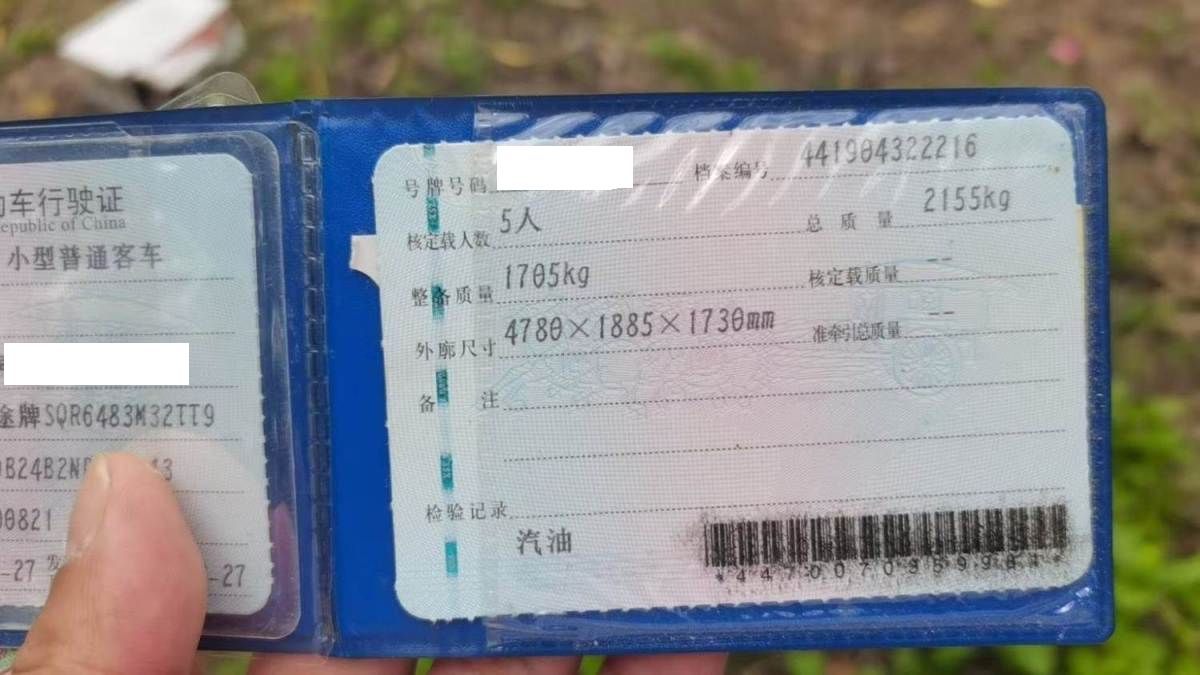 动车行驶证
epublic of China
小型普通客车
途牌SQR6483M32TT9
B24B2N
13
00821
-27 发
-27
号牌号码
档案编号 441904322216
核定载人数 5人
总质量 2155kg
整备质量 1705kg
核定载质量 --
外廓尺寸 4780×1885×1730mm
准牵引总质量 --
备注
检验记录
汽油